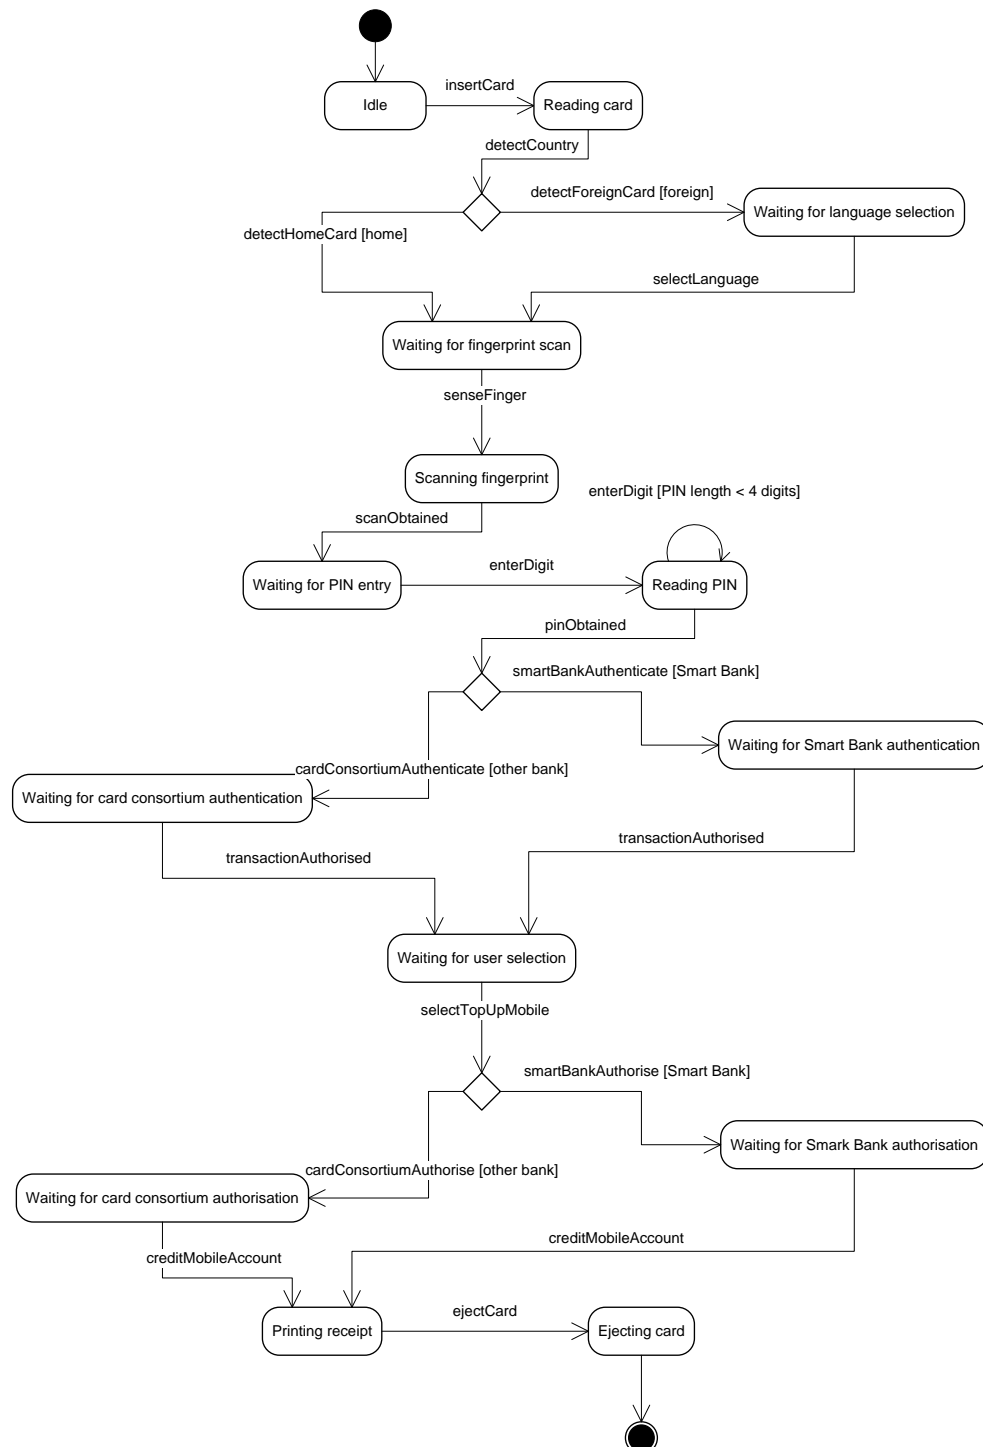 Idle
insertCard
Reading card
detectCountry
detectForeignCard [foreign]
Waiting for language selection
detectHomeCard [home]
selectLanguage
Waiting for fingerprint scan
senseFinger
Scanning fingerprint
enterDigit [PIN length < 4 digits]
scanObtained
Waiting for PIN entry
enterDigit
Reading PIN
pinObtained
smartBankAuthenticate [Smart Bank]
Waiting for Smart Bank authentication
cardConsortiumAuthenticate [other bank]
Waiting for card consortium authentication
transactionAuthorised
transactionAuthorised
Waiting for user selection
selectTopUpMobile
smartBankAuthorise [Smart Bank]
Waiting for Smark Bank authorisation
cardConsortiumAuthorise [other bank]
Waiting for card consortium authorisation
creditMobileAccount
creditMobileAccount
Printing receipt
ejectCard
Ejecting card